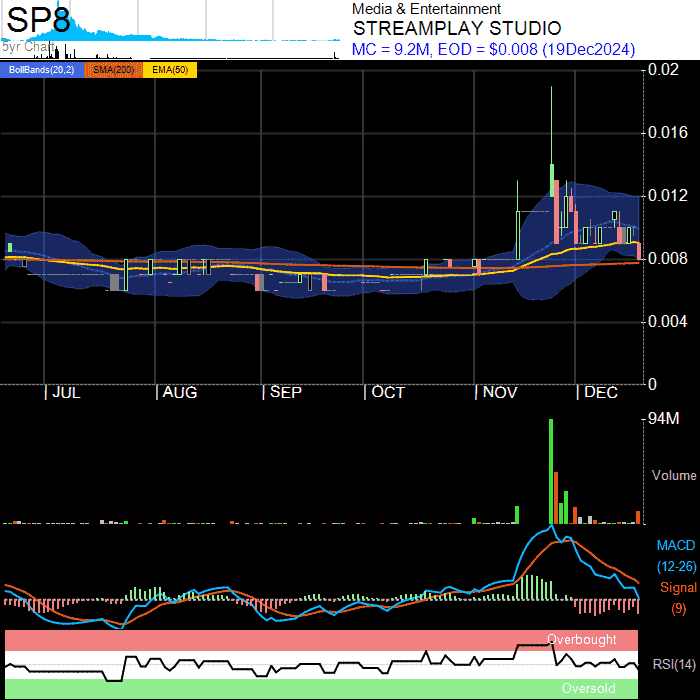 SP8
5yr Chart
Media & Entertainment
STREAMPLAY STUDIO
MC = 9.2M, EOD = $0.008 (19Dec2024)
BollBands(20,2) SMA(200) EMA(50)
0.02
0.016
0.012
0.008
0.004
0
| JUL | AUG | SEP | OCT | NOV | DEC
94M
Volume
MACD
(12-26)
Signal
(9)
Overbought
RSI(14)
Oversold